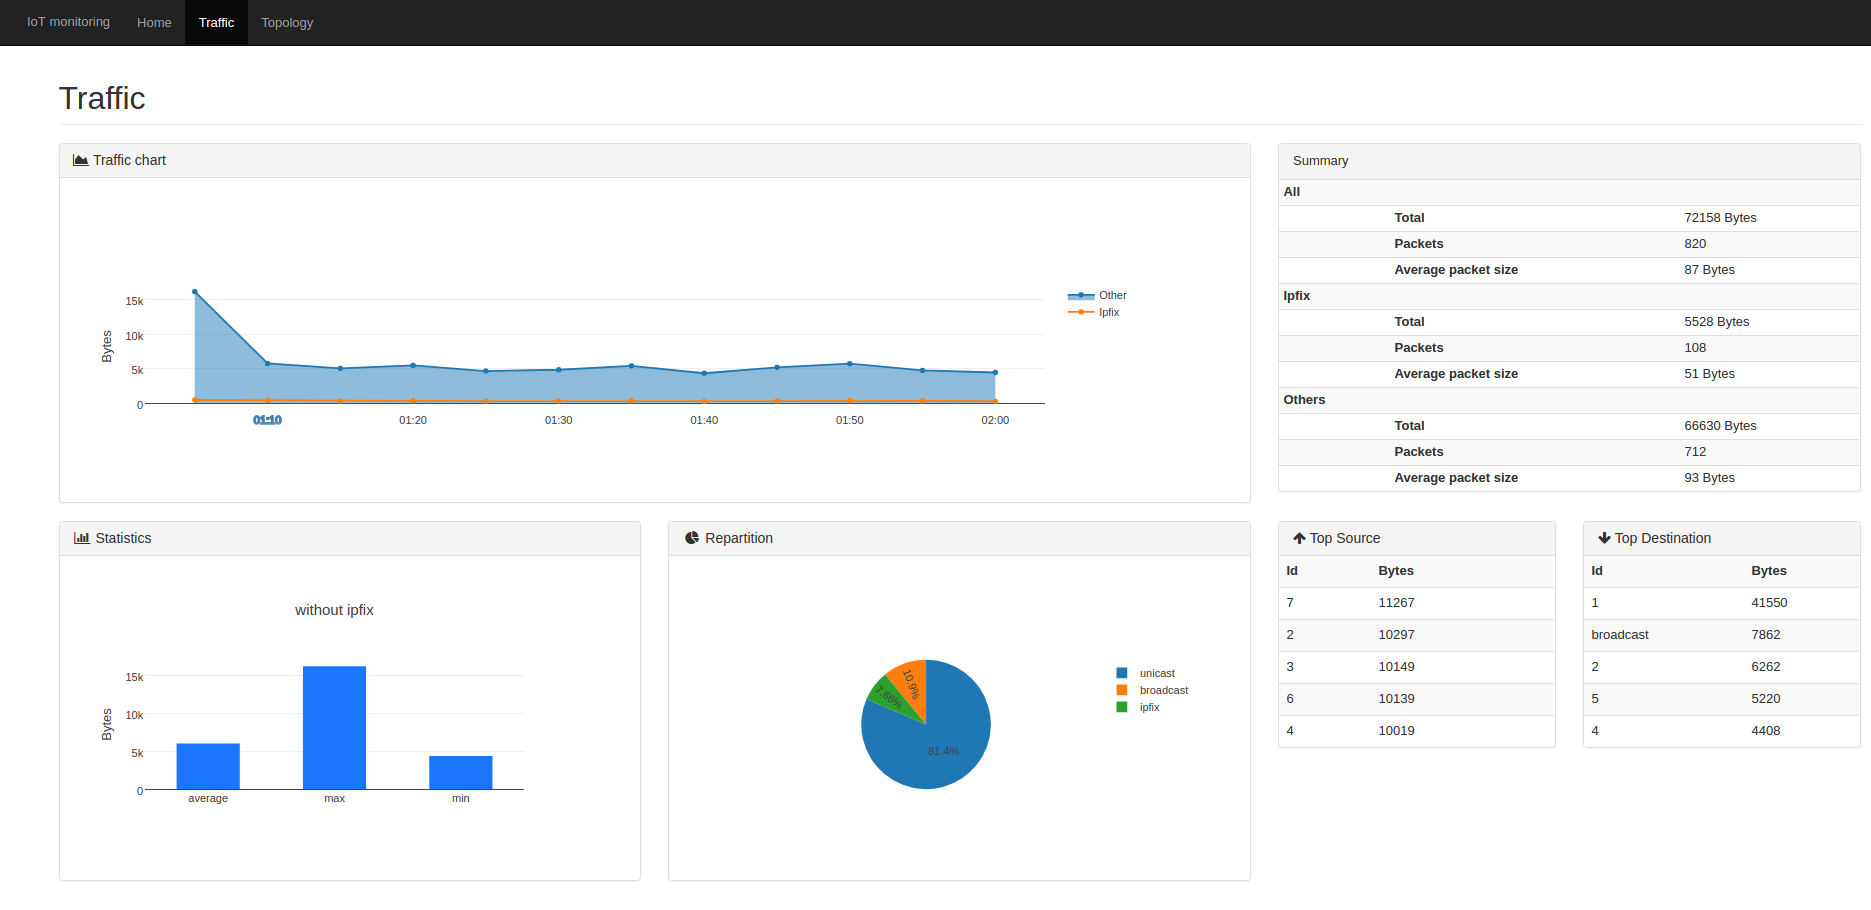 IoT monitoring Home Traffic Topology
Traffic
Traffic chart
15k
10k
5k
0
Bytes
01:10 01:20 01:30 01:40 01:50 02:00
Other
Ipfix
Summary
All
Total 72158 Bytes
Packets 820
Average packet size 87 Bytes
Ipfix
Total 5528 Bytes
Packets 108
Average packet size 51 Bytes
Others
Total 66630 Bytes
Packets 712
Average packet size 93 Bytes
Statistics
without ipfix
15k
10k
5k
0
Bytes
average max min
Repartition
10.9%
7.66%
81.4%
unicast
broadcast
ipfix
Top Source
Id Bytes
7 11267
2 10297
3 10149
6 10139
4 10019
Top Destination
Id Bytes
1 41550
broadcast 7862
2 6262
5 5220
4 4408